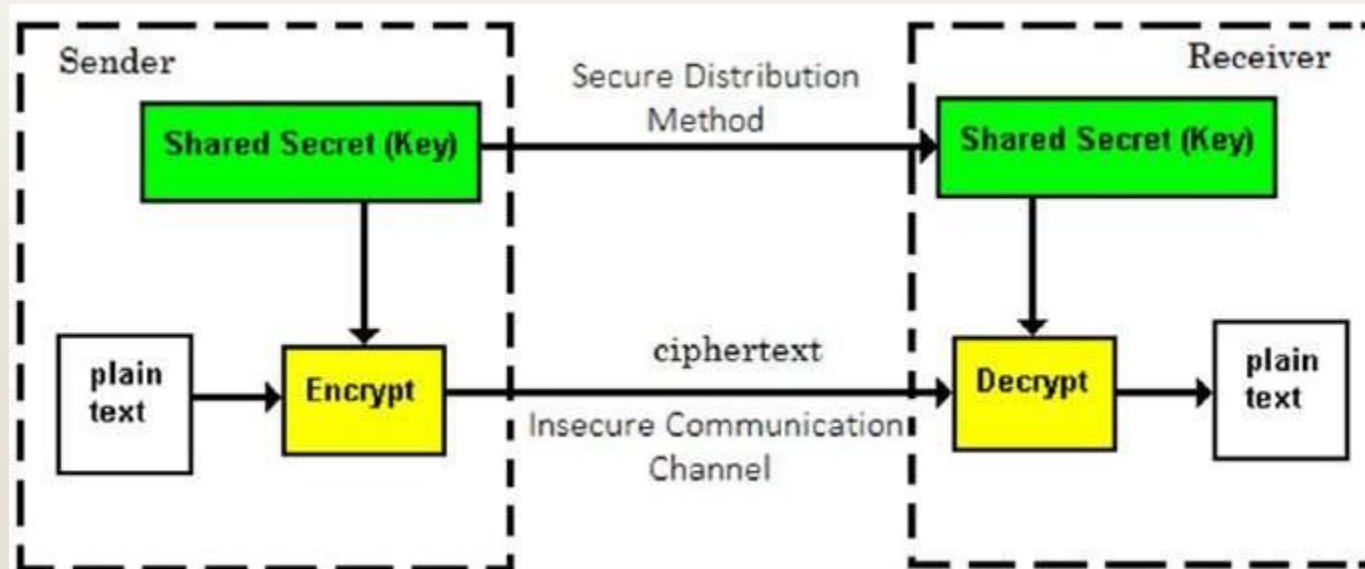 Sender
Receiver
Secure Distribution
Method
Shared Secret (Key)
Shared Secret (Key)
plain
text
Encrypt
ciphertext
Insecure Communication
Channel
Decrypt
plain
text